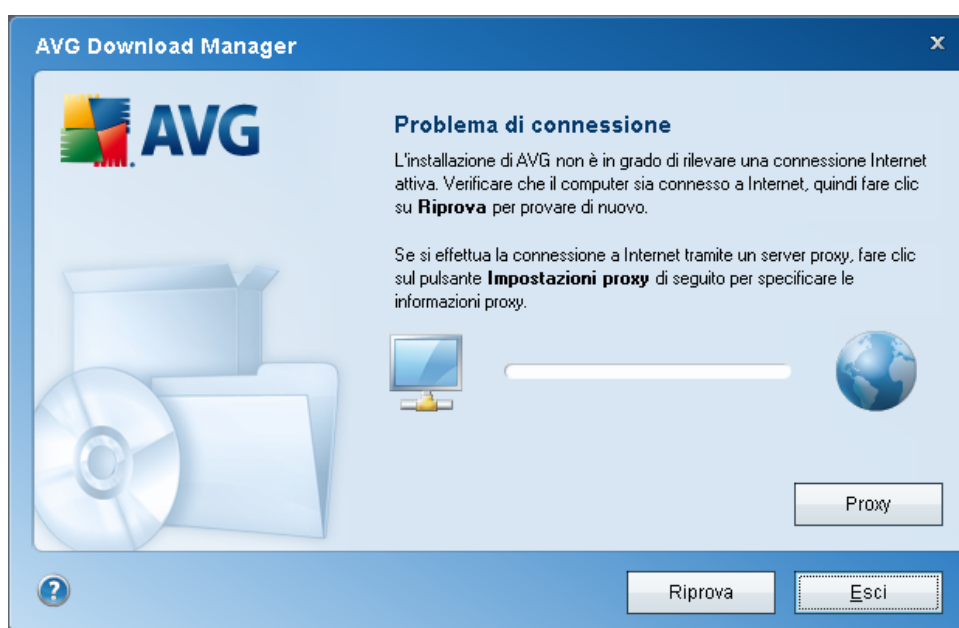 AVG Download Manager
x
AVG
Problema di connessione
L'installazione di AVG non è in grado di rilevare una connessione Internet
attiva. Verificare che il computer sia connesso a Internet, quindi fare clic
su Riprova per provare di nuovo.
Se si effettua la connessione a Internet tramite un server proxy, fare clic
sul pulsante Impostazioni proxy di seguito per specificare le
informazioni proxy.
Proxy
?
Riprova
Esci